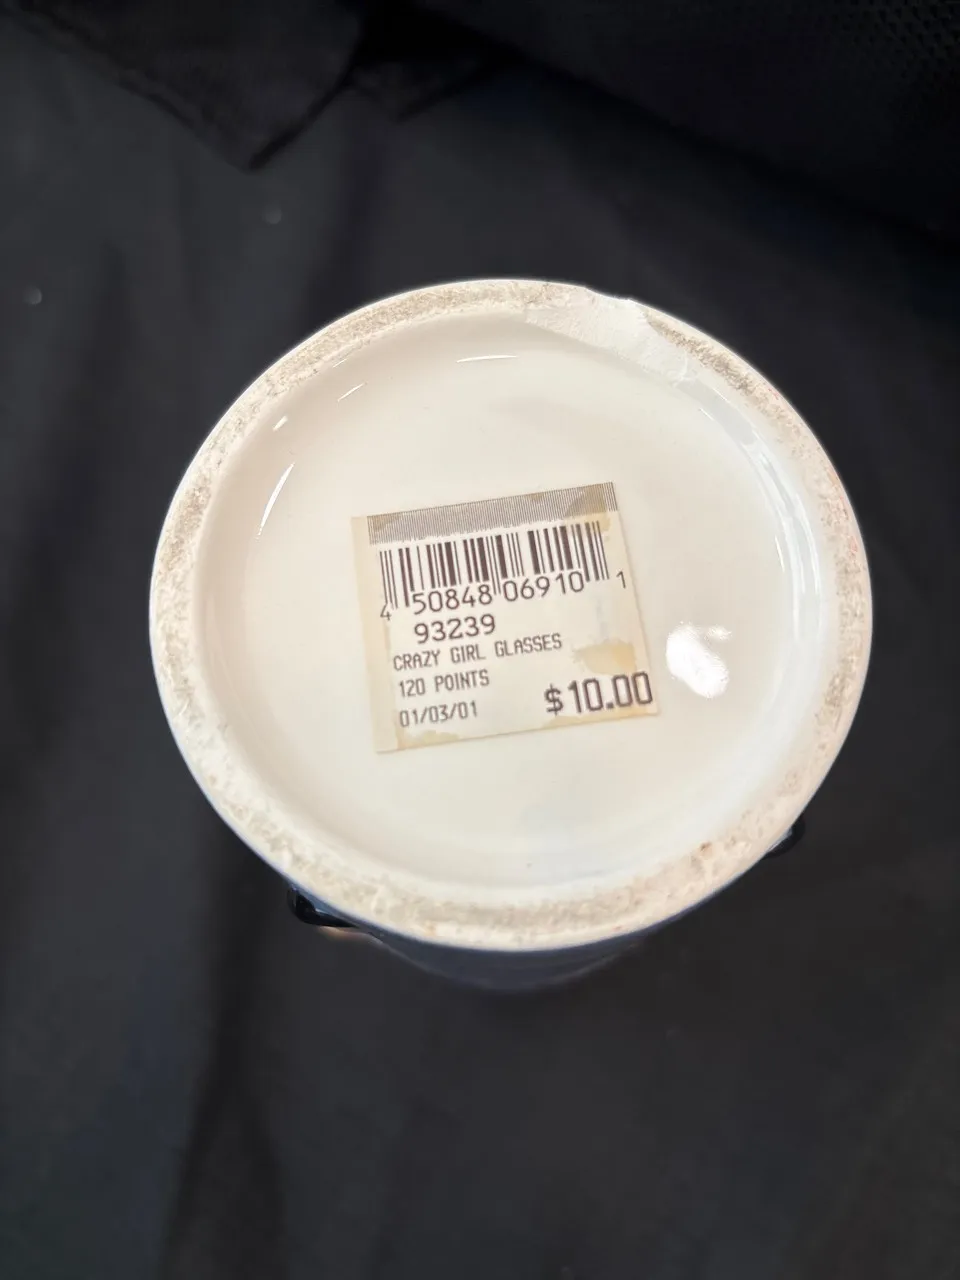 4 50848 06910 1
93239
CRAZY GIRL GLASSES
120 POINTS
01/03/01 $10.00